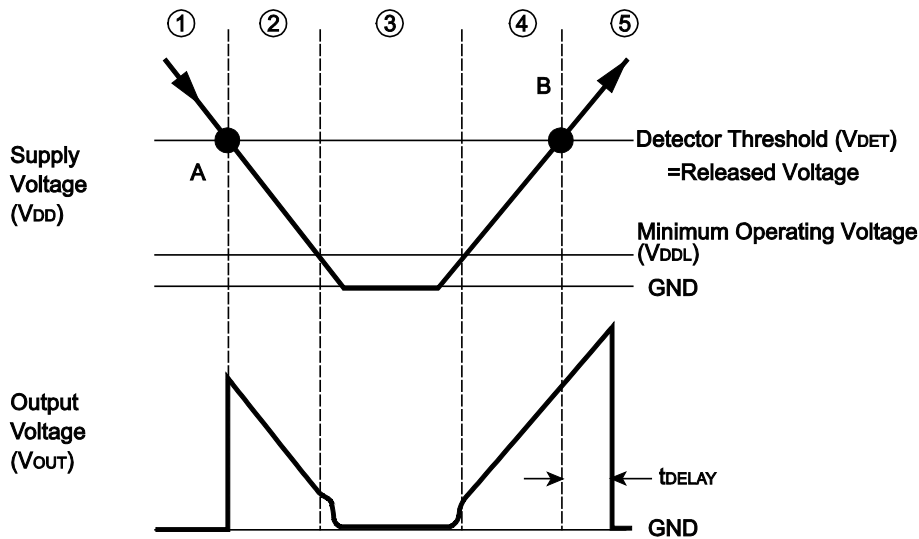 ① ② ③ ④ ⑤
B
A
Supply
Voltage
(VDD)
Detector Threshold (VDET)
=Released Voltage
Minimum Operating Voltage
(VDDL)
GND
Output
Voltage
(VOUT)
tDELAY
GND